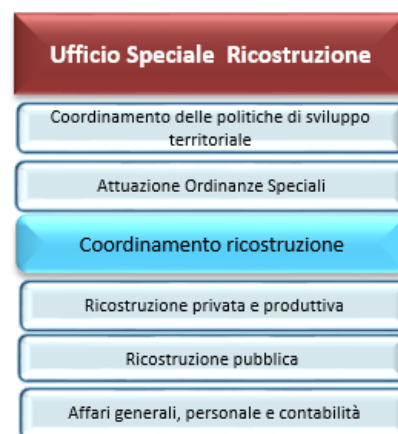 Ufficio Speciale  Ricostruzione
Coordinamento delle politiche di sviluppo
territoriale
Attuazione Ordinanze Speciali
Coordinamento ricostruzione
Ricostruzione privata e produttiva
Ricostruzione pubblica
Affari generali, personale e contabilità